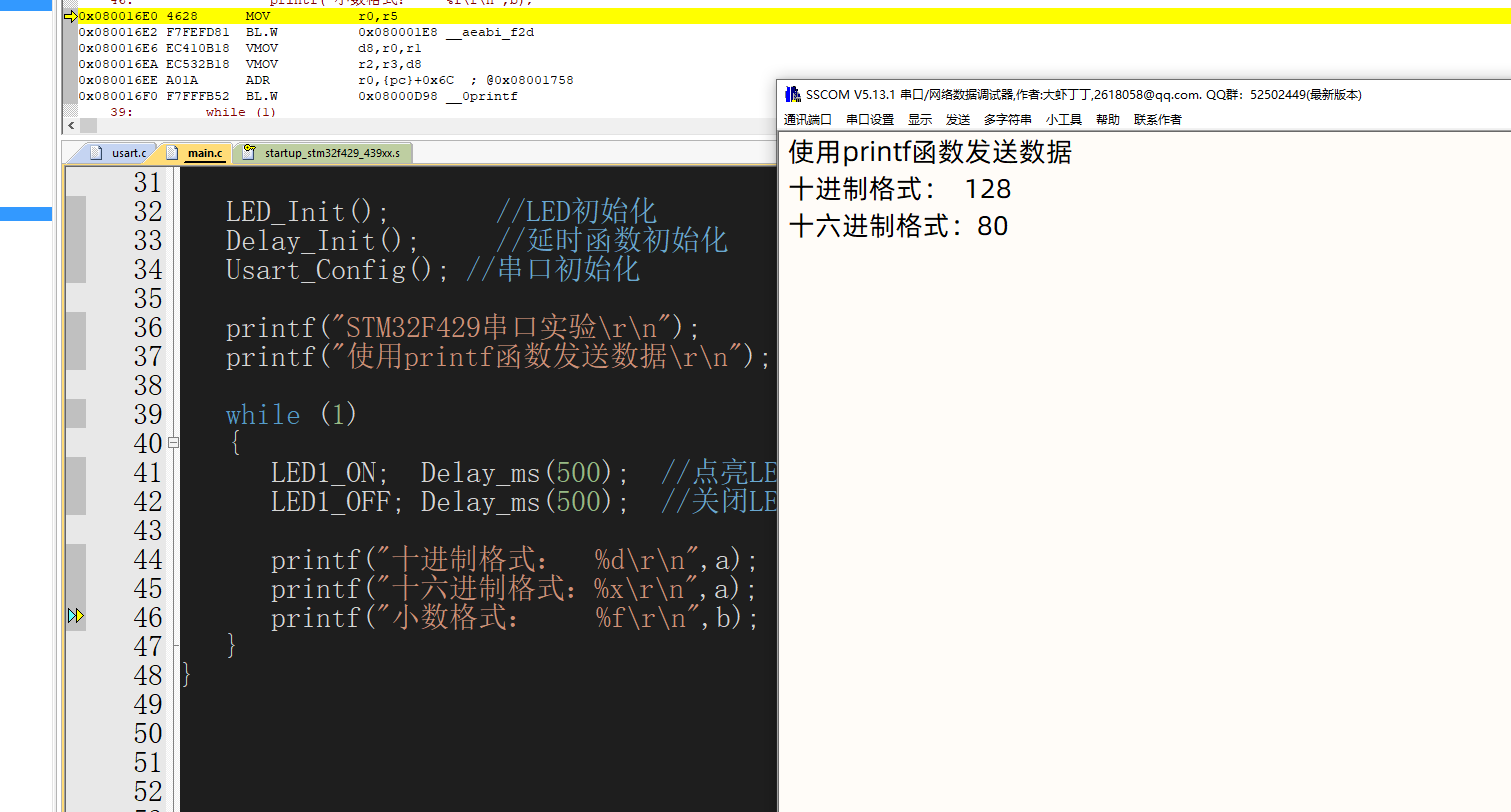 46: printf("小数格式: %f\r\n",b);
0x080016E0 4628 MOV r0,r5
0x080016E2 F7FEFD81 BL.W 0x080001E8 __aeabi_f2d
0x080016E6 EC410B18 VMOV d8,r0,r1
0x080016EA EC532B18 VMOV r2,r3,d8
0x080016EE A01A ADR r0,{pc}+0x6C ; @0x08001758
0x080016F0 F7FFFB52 BL.W 0x08000D98 __0printf
39: while (1)
usart.c main.c startup_stm32f429_439xx.s
31
32 LED_Init(); //LED初始化
33 Delay_Init(); //延时函数初始化
34 Usart_Config(); //串口初始化
35
36 printf("STM32F429串口实验\r\n");
37 printf("使用printf函数发送数据\r\n");
38
39 while (1)
40 {
41 LED1_ON; Delay_ms(500); //点亮LE
42 LED1_OFF; Delay_ms(500); //关闭LE
43
44 printf("十进制格式: %d\r\n",a);
45 printf("十六进制格式:%x\r\n",a);
46 printf("小数格式: %f\r\n",b);
47 }
48 }
49
50
51
52
SSCOM V5.13.1 串口/网络数据调试器,作者:大虾丁丁,2618058@qq.com. QQ群: 52502449(最新版本)
通讯端口 串口设置 显示 发送 多字符串 小工具 帮助 联系作者
使用printf函数发送数据
十进制格式: 128
十六进制格式:80